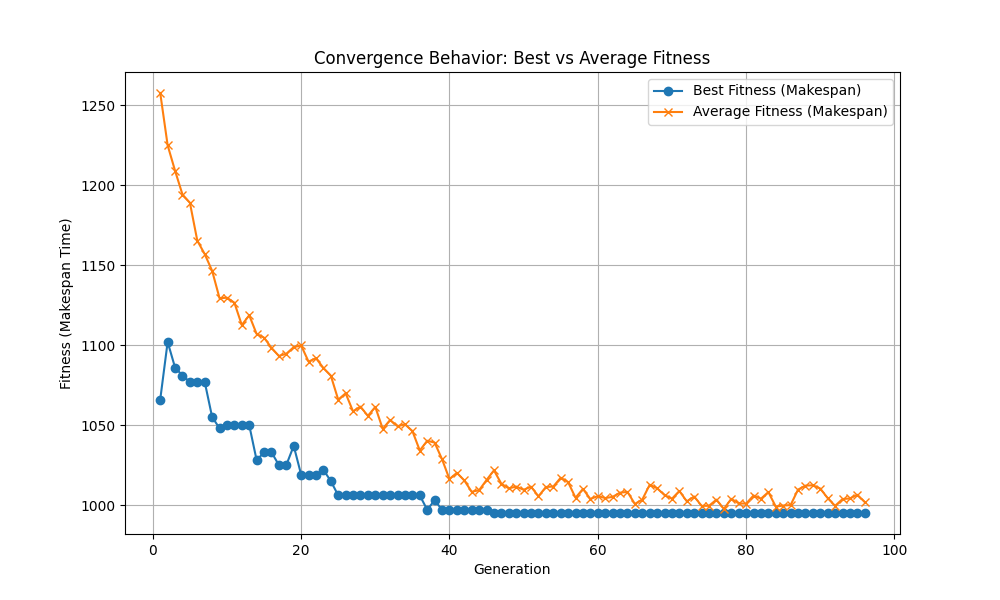 Convergence Behavior: Best vs Average Fitness
Best Fitness (Makespan)
Average Fitness (Makespan)
Fitness (Makespan Time)
1250
1200
1150
1100
1050
1000
0 20 40 60 80 100
Generation